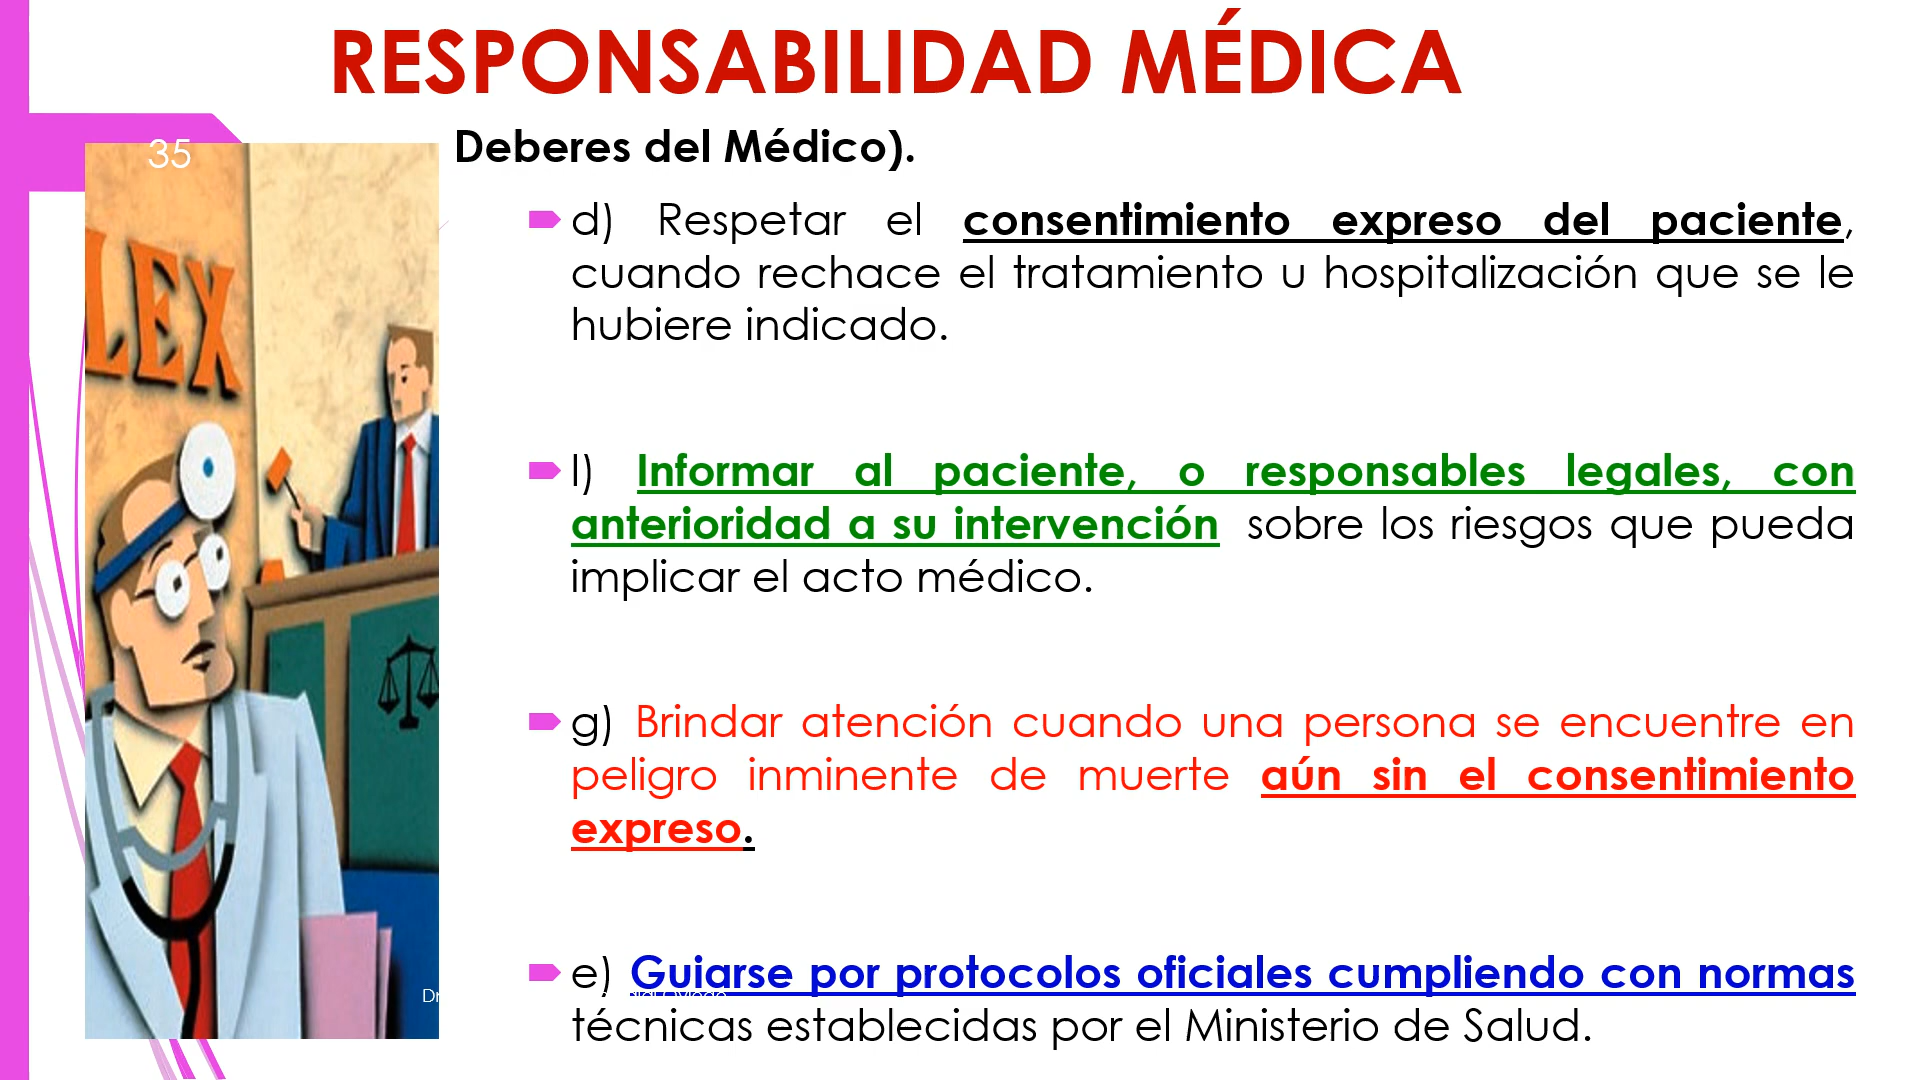 RESPONSABILIDAD MÉDICA
35
Deberes del Médico).
d) Respetar el consentimiento expreso del paciente,
cuando rechace el tratamiento u hospitalización que se le
hubiere indicado.
LEX
l) Informar al paciente, o responsables legales, con
anterioridad a su intervención sobre los riesgos que pueda
implicar el acto médico.
g) Brindar atención cuando una persona se encuentre en
peligro inminente de muerte aún sin el consentimiento
expreso.
e) Guiarse por protocolos oficiales cumpliendo con normas
técnicas establecidas por el Ministerio de Salud.
Dr
Oviedo